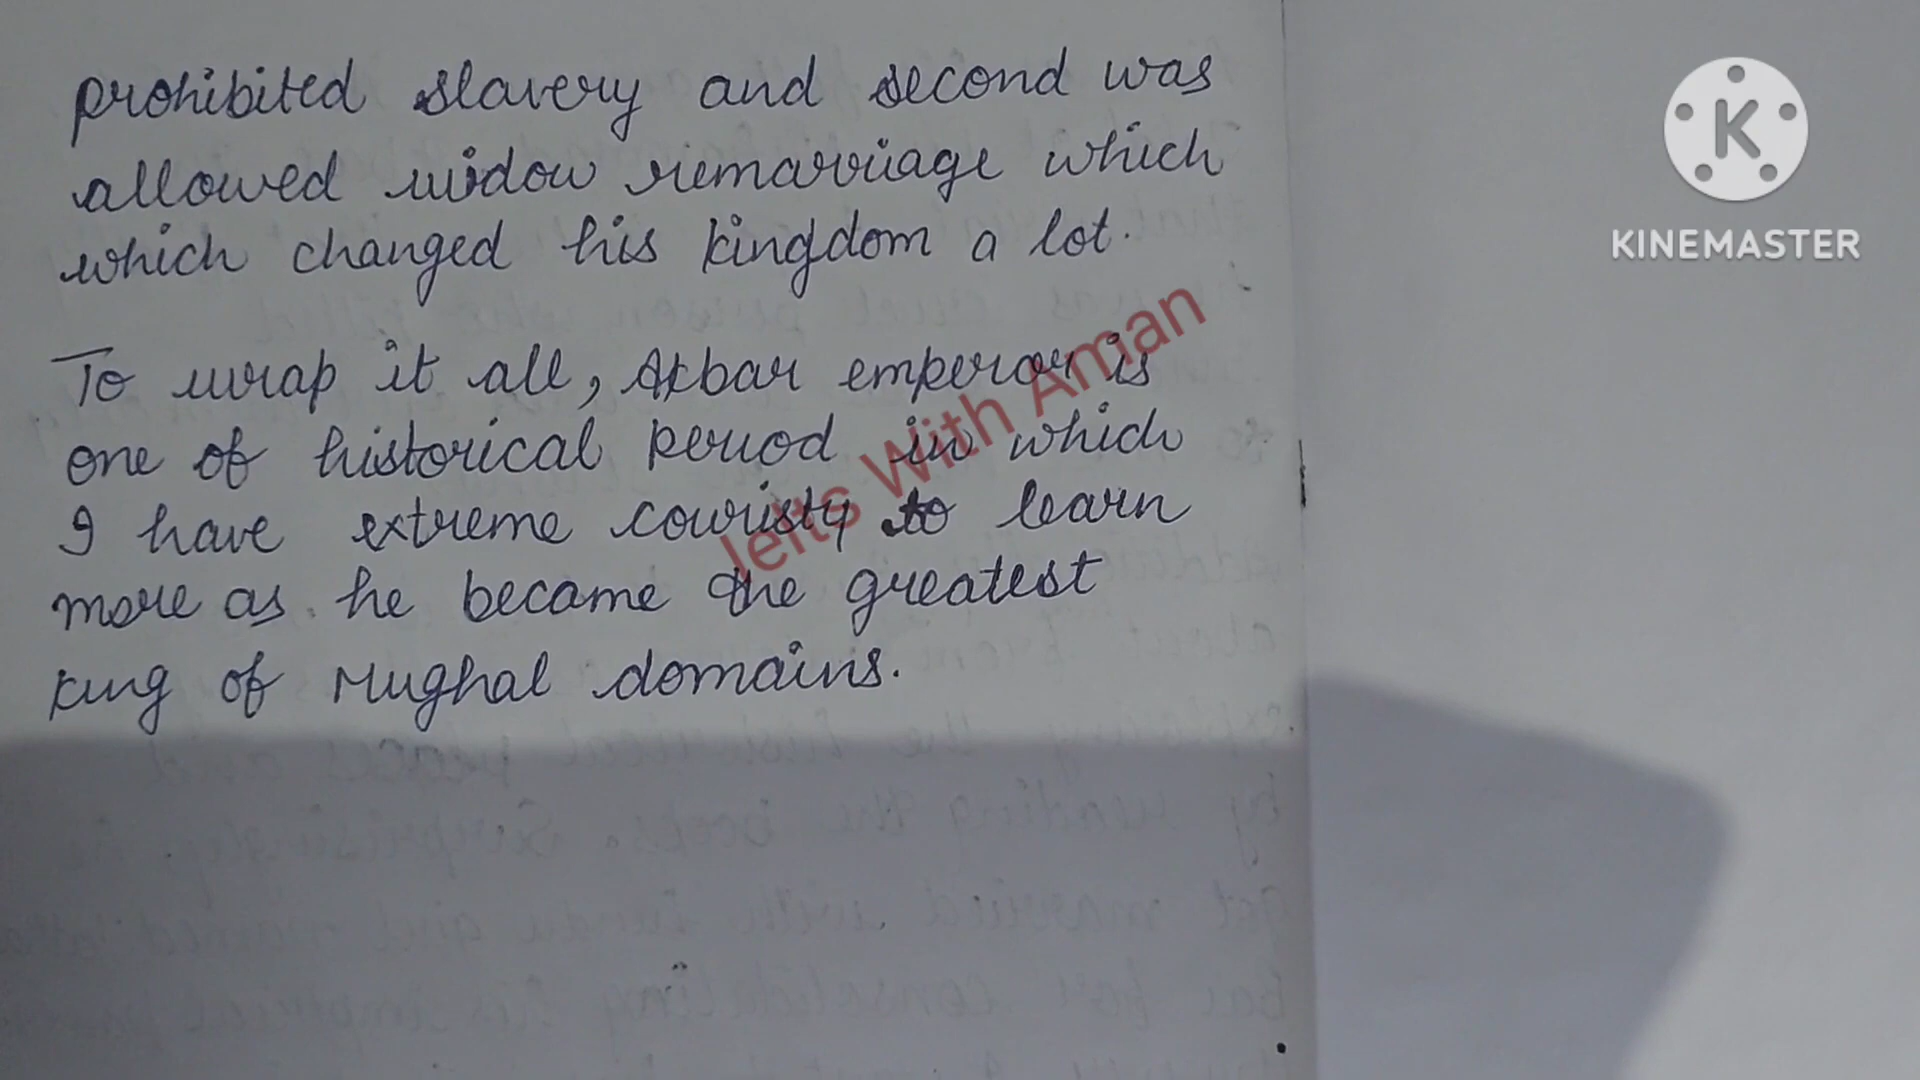 prohibited slavery and second was
allowed widow remarriage which
which changed his kingdom a lot.
To wrap it all, Akbar emperor is
one of historical period in which
I have extreme couristy to learn
more as he became the greatest
king of Mughal domains.
Ielts With Aman
K
KINEMASTER